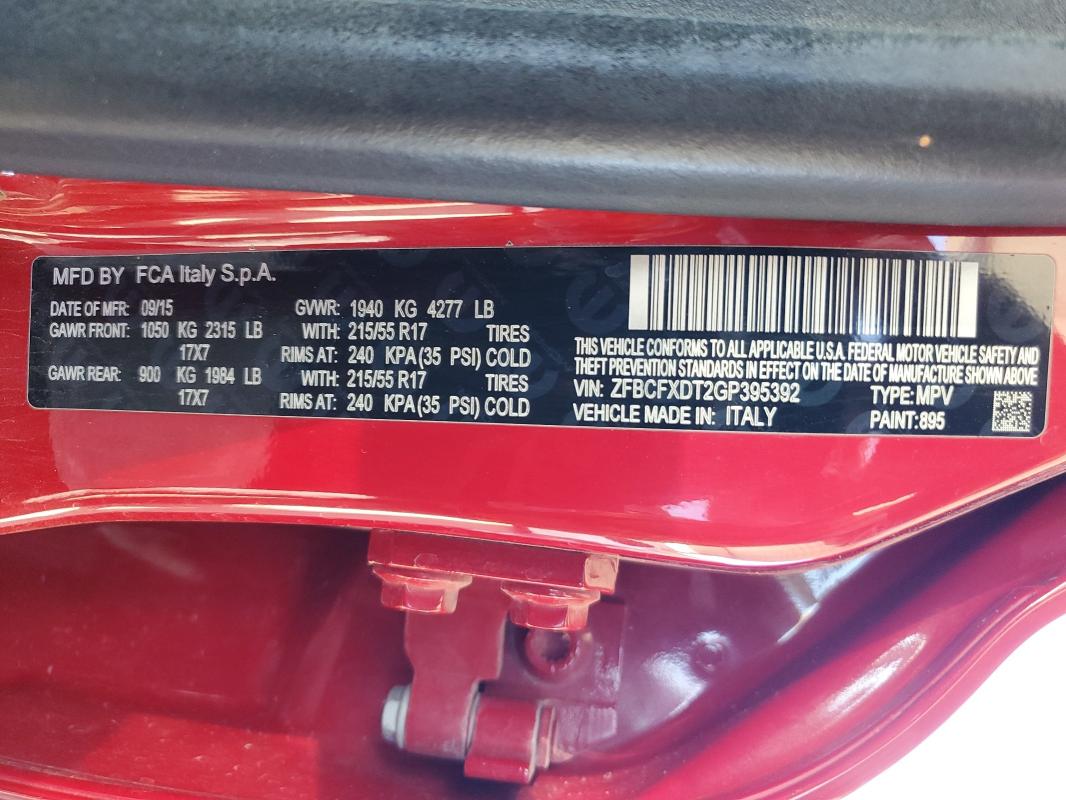 MFD BY FCA Italy S.p.A.
DATE OF MFR: 09/15 GVWR: 1940 KG 4277 LB
GAWR FRONT: 1050 KG 2315 LB WITH: 215/55 R17 TIRES
17X7 RIMS AT: 240 KPA(35 PSI) COLD
GAWR REAR: 900 KG 1984 LB WITH: 215/55 R17 TIRES
17X7 RIMS AT: 240 KPA(35 PSI) COLD
THIS VEHICLE CONFORMS TO ALL APPLICABLE U.S.A. FEDERAL MOTOR VEHICLE SAFETY AND
THEFT PREVENTION STANDARDS IN EFFECT ON THE DATE OF MANUFACTURE SHOWN ABOVE
VIN: ZFBCFXDT2GP395392 TYPE: MPV
VEHICLE MADE IN: ITALY PAINT: 895